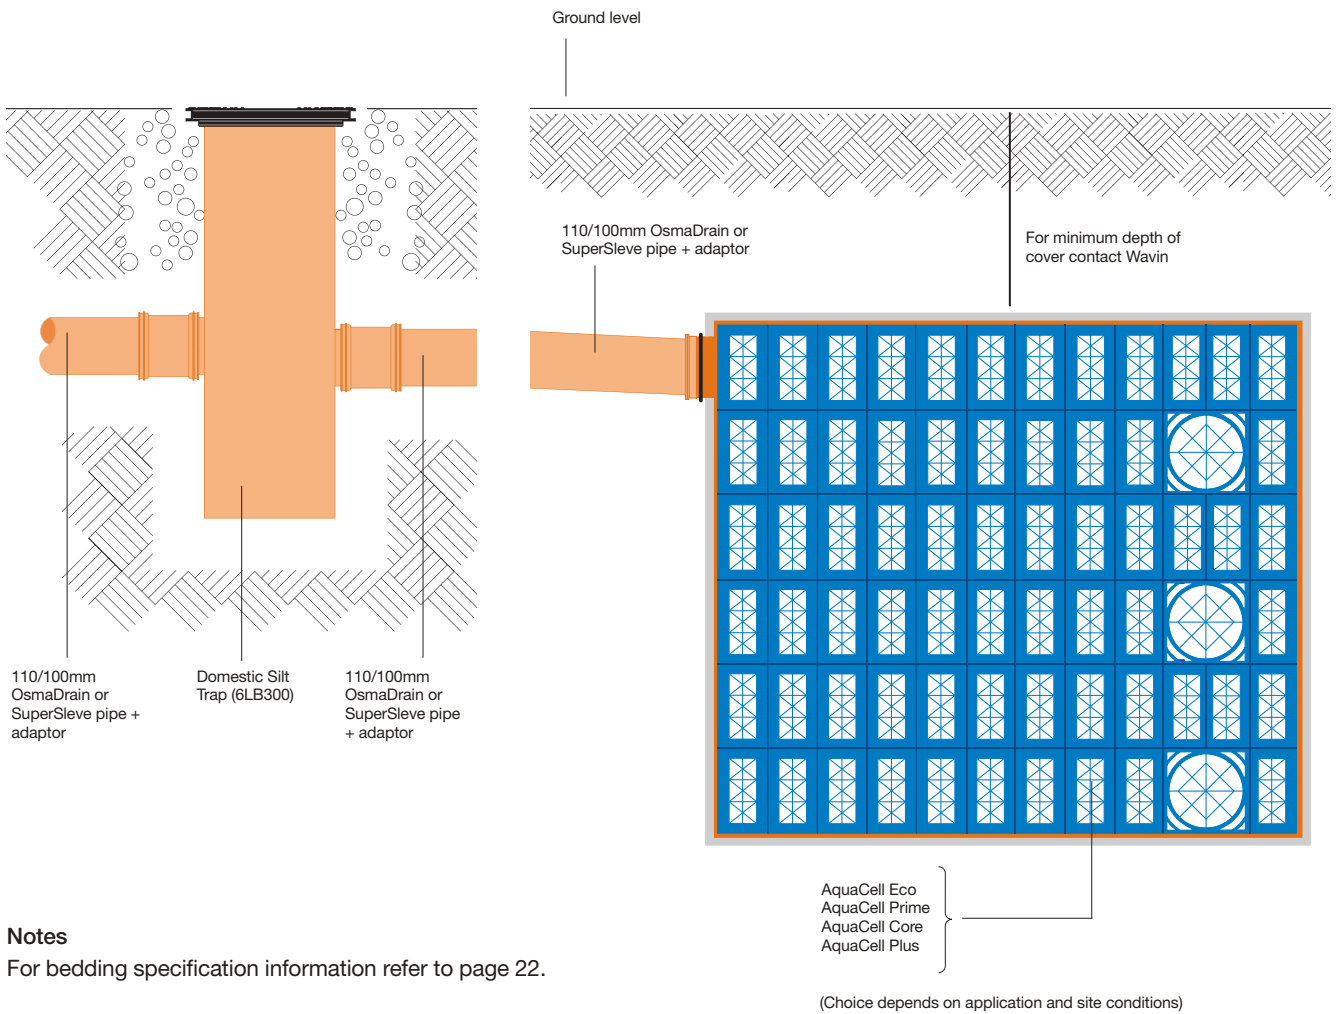 Ground level
110/100mm OsmaDrain or
SuperSleve pipe + adaptor
For minimum depth of
cover contact Wavin
110/100mm
OsmaDrain or
SuperSleve pipe +
adaptor
Domestic Silt
Trap (6LB300)
110/100mm
OsmaDrain or
SuperSleve pipe
+ adaptor
AquaCell Eco
AquaCell Prime
AquaCell Core
AquaCell Plus
(Choice depends on application and site conditions)
Notes
For bedding specification information refer to page 22.